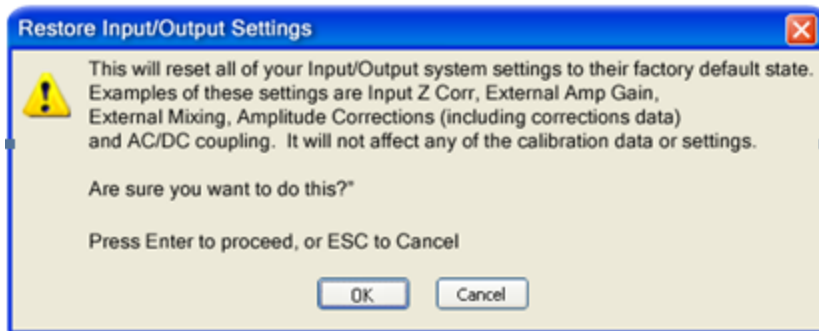 Restore Input/Output Settings
This will reset all of your Input/Output system settings to their factory default state.
Examples of these settings are Input Z Corr, External Amp Gain,
External Mixing, Amplitude Corrections (including corrections data)
and AC/DC coupling.  It will not affect any of the calibration data or settings.
Are sure you want to do this?"
Press Enter to proceed, or ESC to Cancel
OK
Cancel